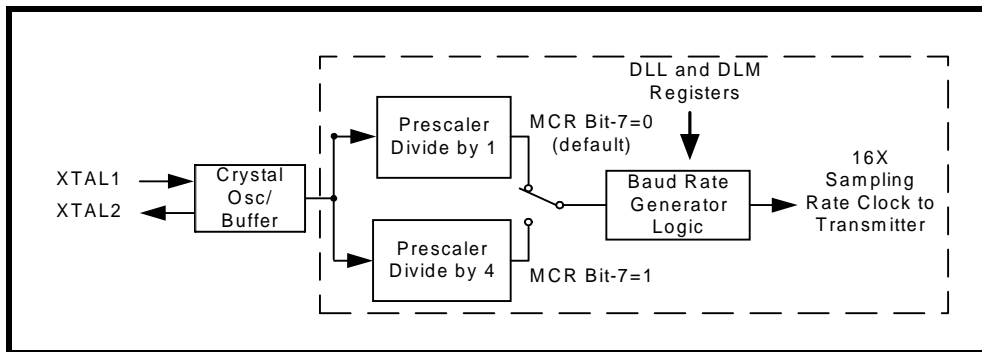 DLL and DLM
Registers
Prescaler
Divide by 1
MCR Bit-7=0
(default)
16X
Sampling
Rate Clock to
Transmitter
XTAL1
XTAL2
Crystal
Osc/
Buffer
Baud Rate
Generator
Logic
Prescaler
Divide by 4
MCR Bit-7=1